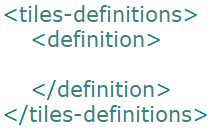 <tiles-definitions>
<definition>
</definition>
</tiles-definitions>